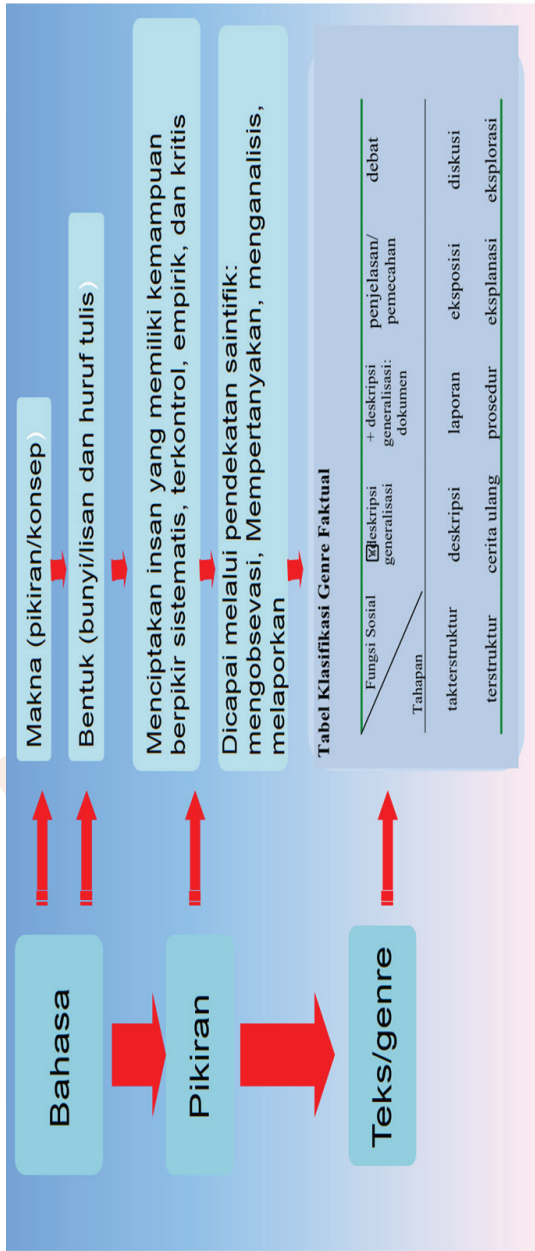 Bahasa
Makna (pikiran/konsep)
Bentuk (bunyi/lisan dan huruf tulis)
Pikiran
Menciptakan insan yang memiliki kemampuan
berpikir sistematis, terkontrol, empirik, dan kritis
Dicapai melalui pendekatan saintifik:
mengobsevasi, Mempertanyakan, menganalisis,
melaporkan
Teks/genre
Tabel Klasifikasi Genre Faktual
Fungsi Sosial
Tahapan
deskripsi
generalisasi
+ deskripsi
generalisasi:
dokumen
penjelasan/
pemecahan
debat
takterstruktur deskripsi laporan eksposisi diskusi
terstruktur cerita ulang prosedur eksplanasi eksplorasi